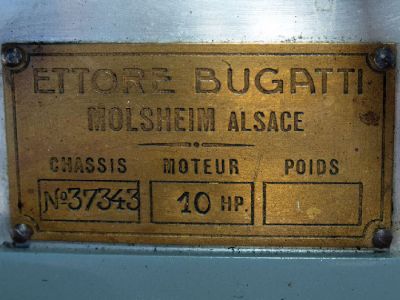 ETTORE BUGATTI
MOLSHEIM ALSACE
CHASSIS MOTEUR POIDS
Nº37343 10 HP.